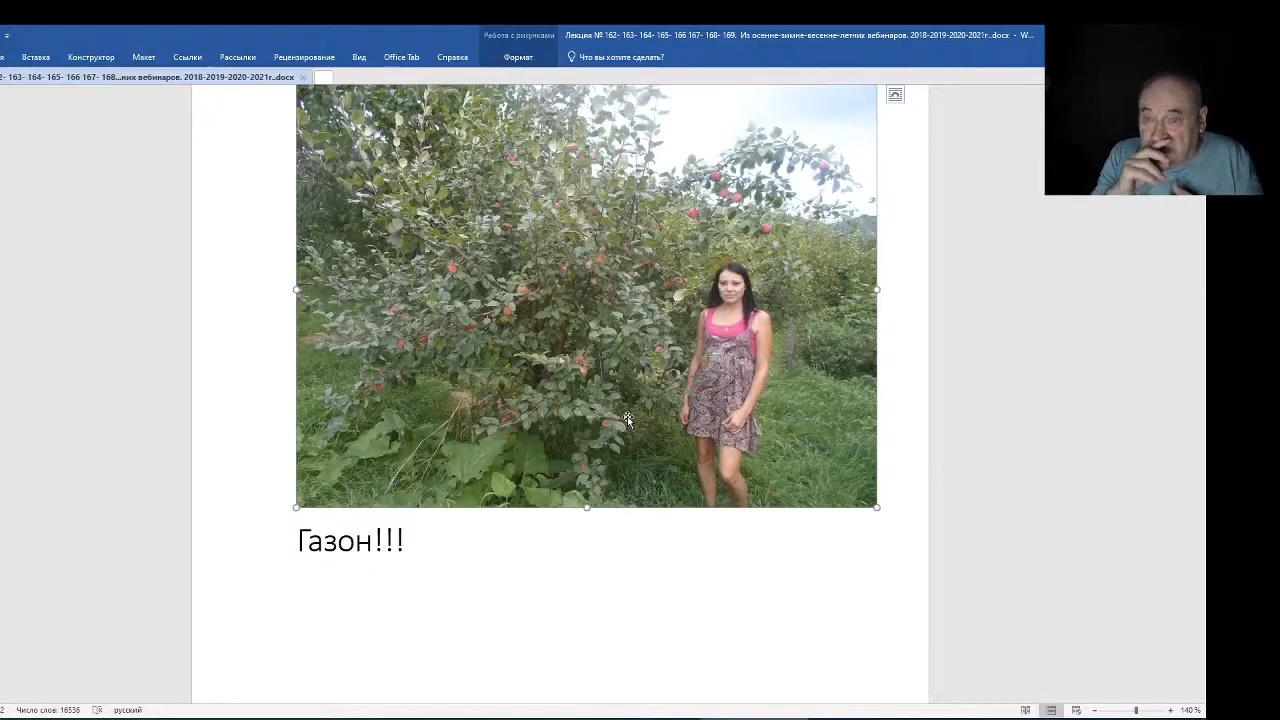 Работа с рисунками
Лекция № 162- 163- 164- 165- 166 167- 168- 169. Из осенне-зимне-весенне-летних вебинаров. 2018-2019-2020-2021г..docx - W...
я Вставка Конструктор Макет Ссылки Рассылки Рецензирование Вид Office Tab Справка Формат Что вы хотите сделать?
2- 163- 164- 165- 166 167- 168...них вебинаров. 2018-2019-2020-2021г..docx
Газон!!!
2 Число слов: 16536 русский 140 %